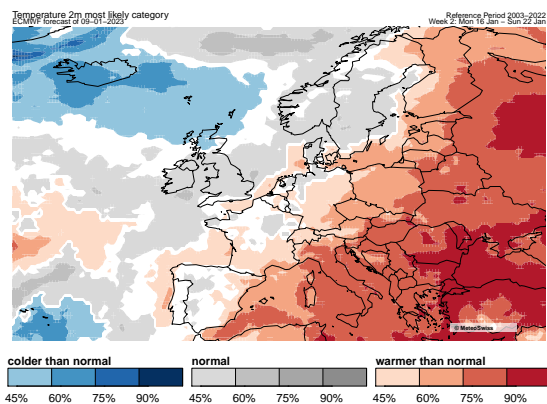 Temperature 2m most likely category
ECMWF forecast of 09–01–2023
Reference Period 2003–2022
Week 2: Mon 16 Jan – Sun 22 Jan
© MeteoSwiss
colder than normal normal warmer than normal
45% 60% 75% 90% 45% 60% 75% 90% 45% 60% 75% 90%